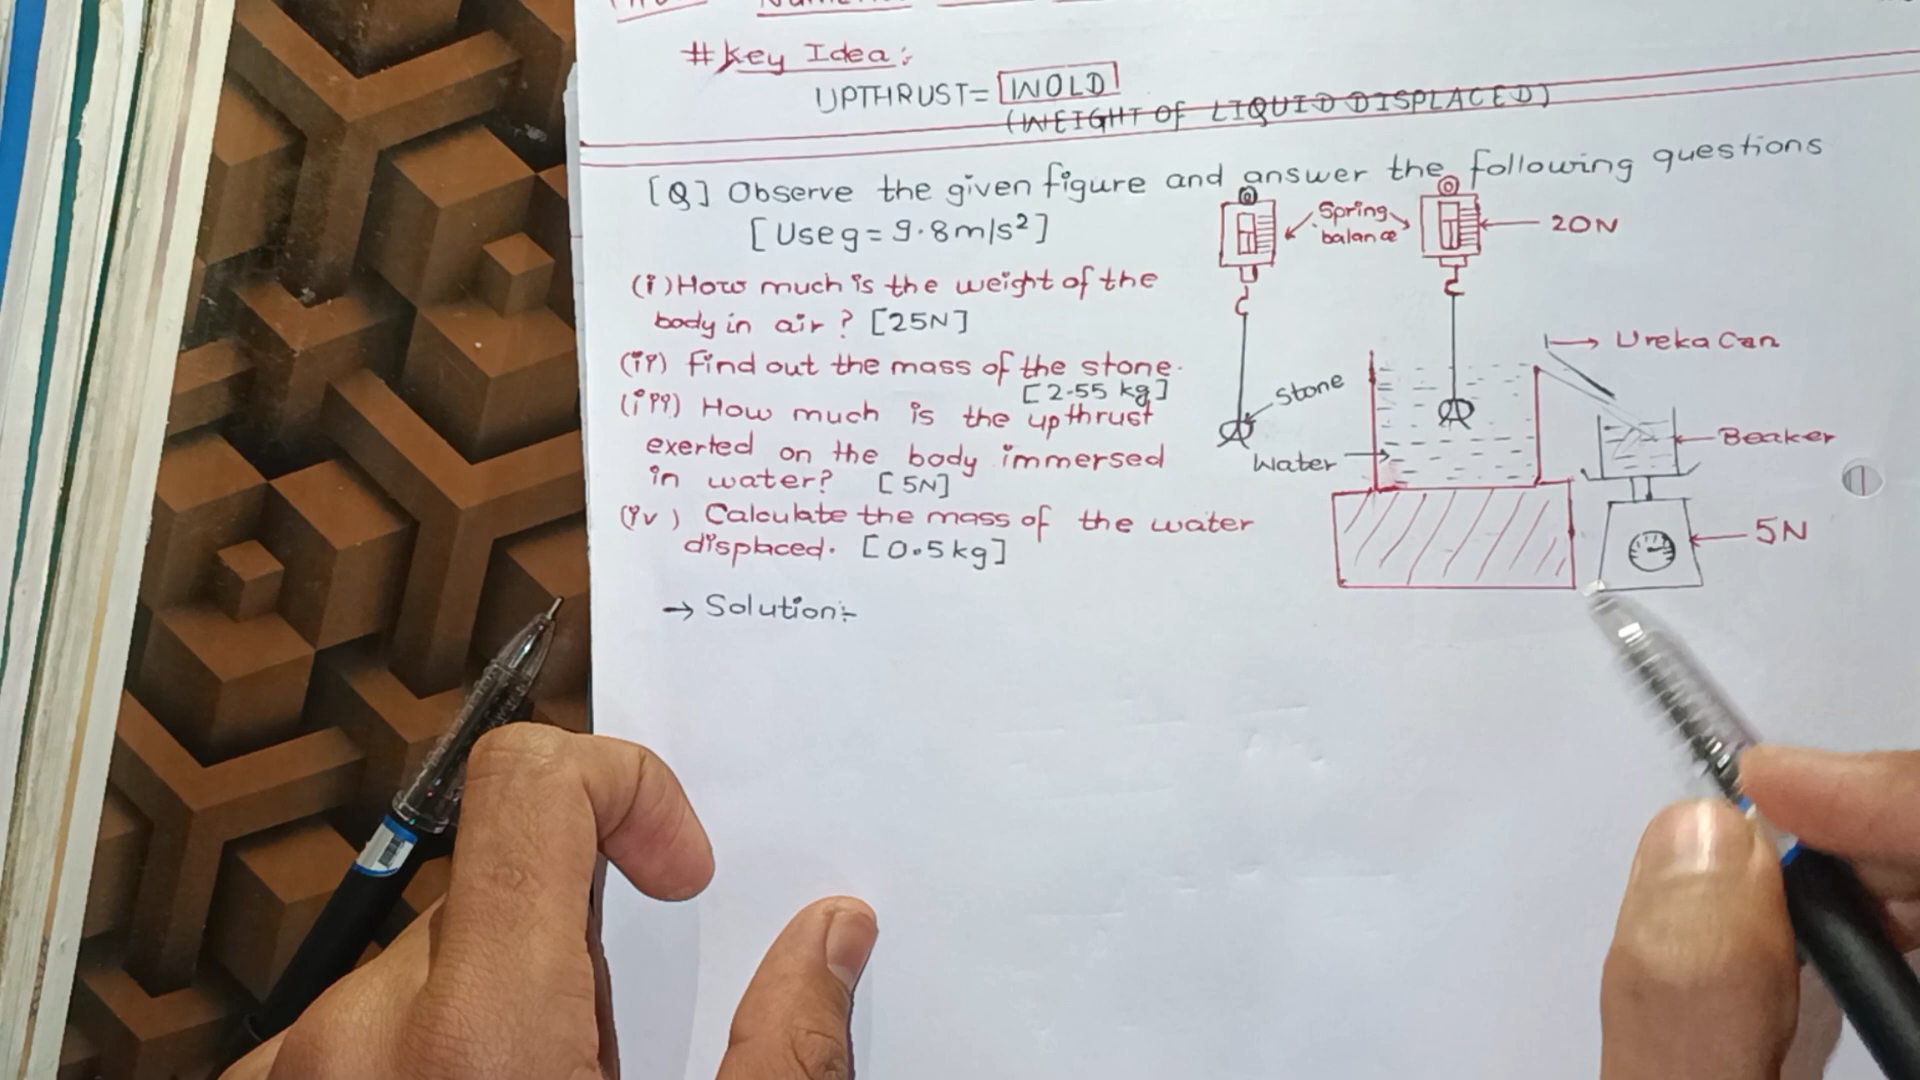 #Key Idea:
UPTHRUST= WOLD
(WEIGHT OF LIQUID DISPLACED)
[Q] Observe the given figure and answer the following questions
[Use g = 9.8m/s²]
(i) How much is the weight of the
body in air? [25N]
(ii) Find out the mass of the stone.
[2.55 kg]
(iii) How much is the upthrust
exerted on the body immersed
in water? [5N]
(iv) Calculate the mass of the water
displaced. [0.5kg]
→ Solution:-
Spring
balance
20N
Ureka Can
Stone
Water
Beaker
5N